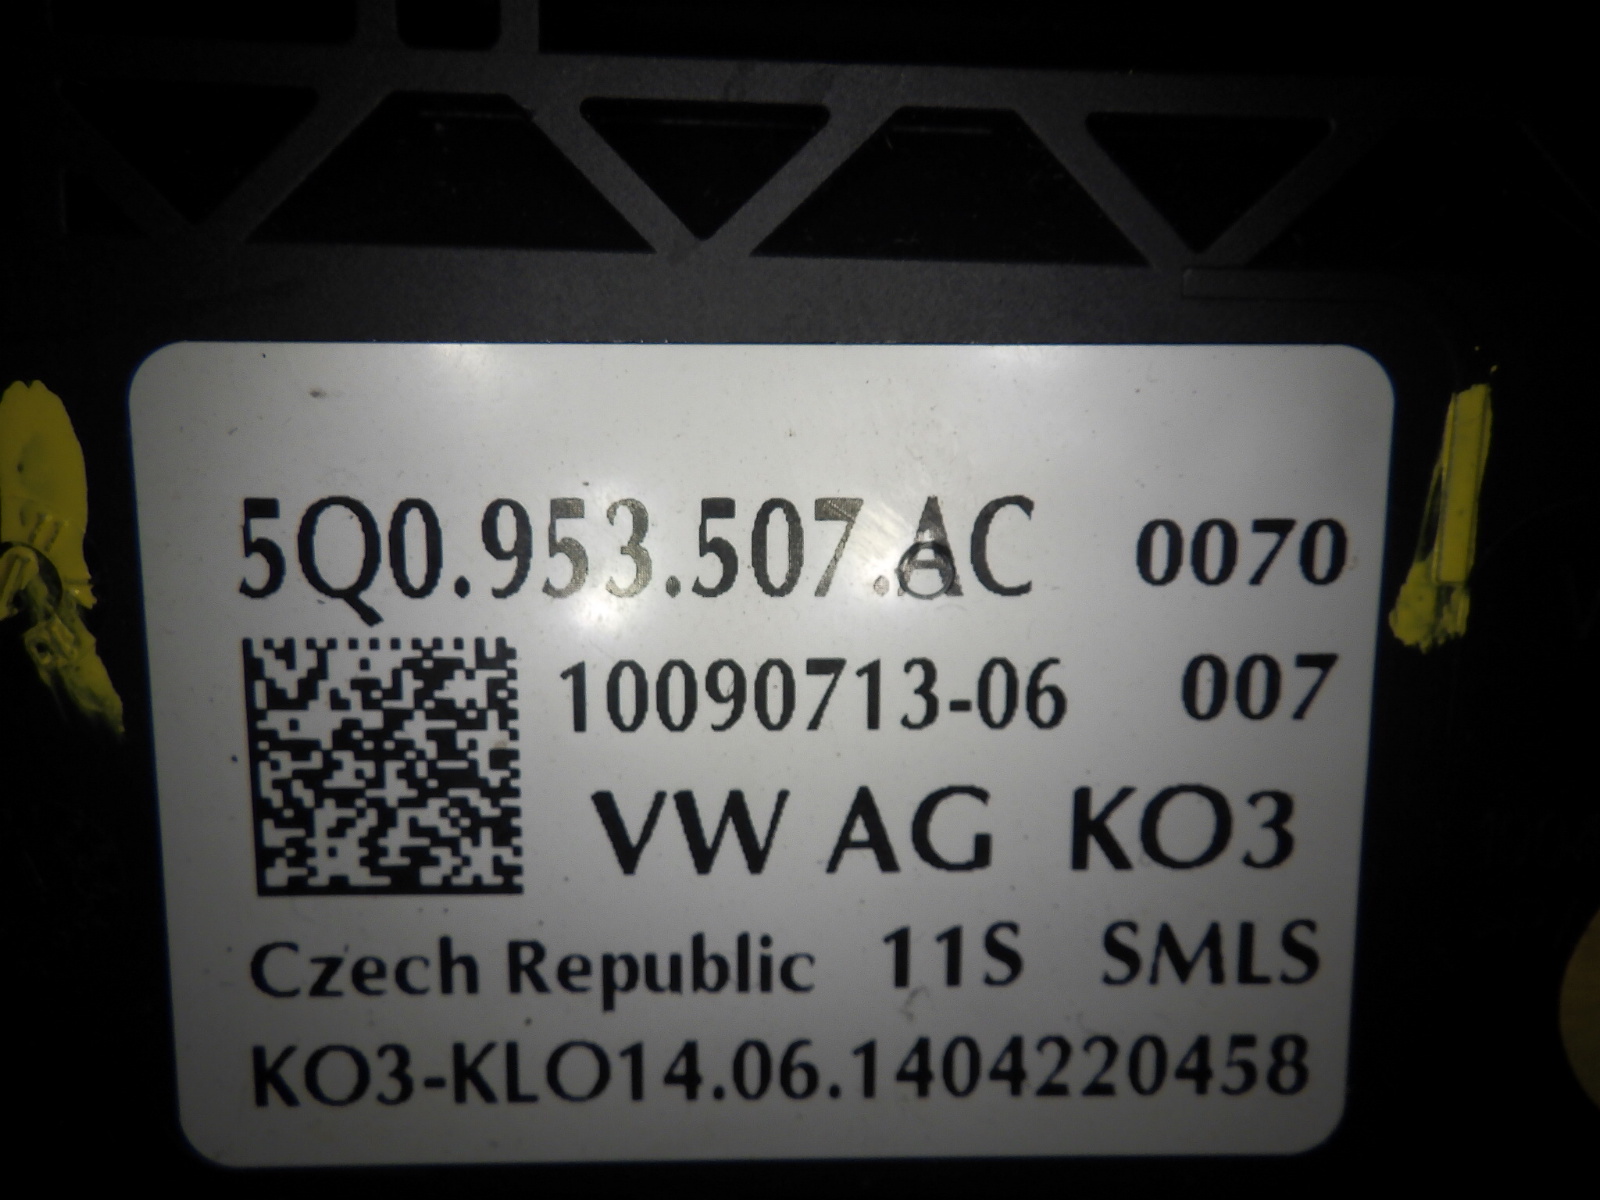 5Q0.953.507.AC 0070
10090713-06 007
VW AG KO3
Czech Republic 11S SMLS
KO3-KLO14.06.1404220458